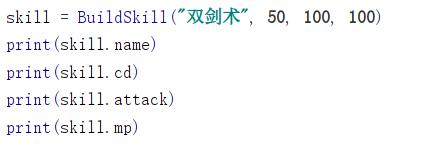 skill = BuildSkill("双剑术", 50, 100, 100)
print(skill.name)
print(skill.cd)
print(skill.attack)
print(skill.mp)